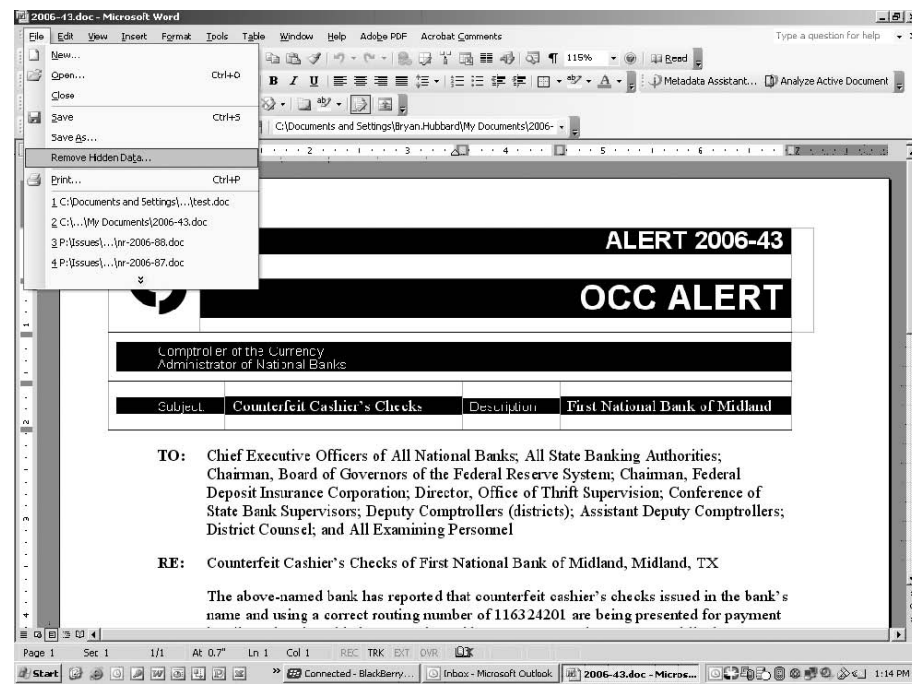 2006-43.doc - Microsoft Word
File Edit View Insert Format Tools Table Window Help Adobe PDF Acrobat Comments Type a question for help
New...
Open... Ctrl+O
Close
Save Ctrl+S
Save As...
Remove Hidden Data...
Print... Ctrl+P
1 C:\Documents and Settings\...\test.doc
2 C:\...\My Documents\2006-43.doc
3 P:\Issues\...\nr-2006-88.doc
4 P:\Issues\...\nr-2006-87.doc
115% Read
B I U Metadata Assistant... Analyze Active Document
C:\Documents and Settings\Bryan.Hubbard\My Documents\2006-
2 3 4 5 6 7
ALERT 2006-43
OCC ALERT
Comptroller of the Currency
Administrator of National Banks
Subject: Counterfeit Cashier's Checks Description First National Bank of Midland
TO: Chief Executive Officers of All National Banks; All State Banking Authorities;
Chairman, Board of Governors of the Federal Reserve System; Chairman, Federal
Deposit Insurance Corporation; Director, Office of Thrift Supervision; Conference of
State Bank Supervisors; Deputy Comptrollers (districts); Assistant Deputy Comptrollers;
District Counsel; and All Examining Personnel
RE: Counterfeit Cashier's Checks of First National Bank of Midland, Midland, TX
The above-named bank has reported that counterfeit cashier's checks issued in the bank's
name and using a correct routing number of 116324201 are being presented for payment
Page 1 Sec 1 1/1 At 0.7" Ln 1 Col 1 REC TRK EXT OVR
Start Connected - BlackBerry... Inbox - Microsoft Outlook 2006-43.doc - Micros... 1:14 PM